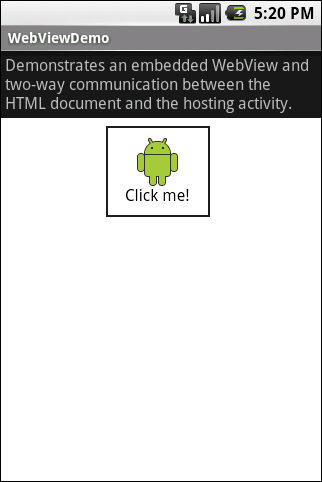 G
5:20 PM
WebViewDemo
Demonstrates an embedded WebView and
two-way communication between the
HTML document and the hosting activity.
Click me!